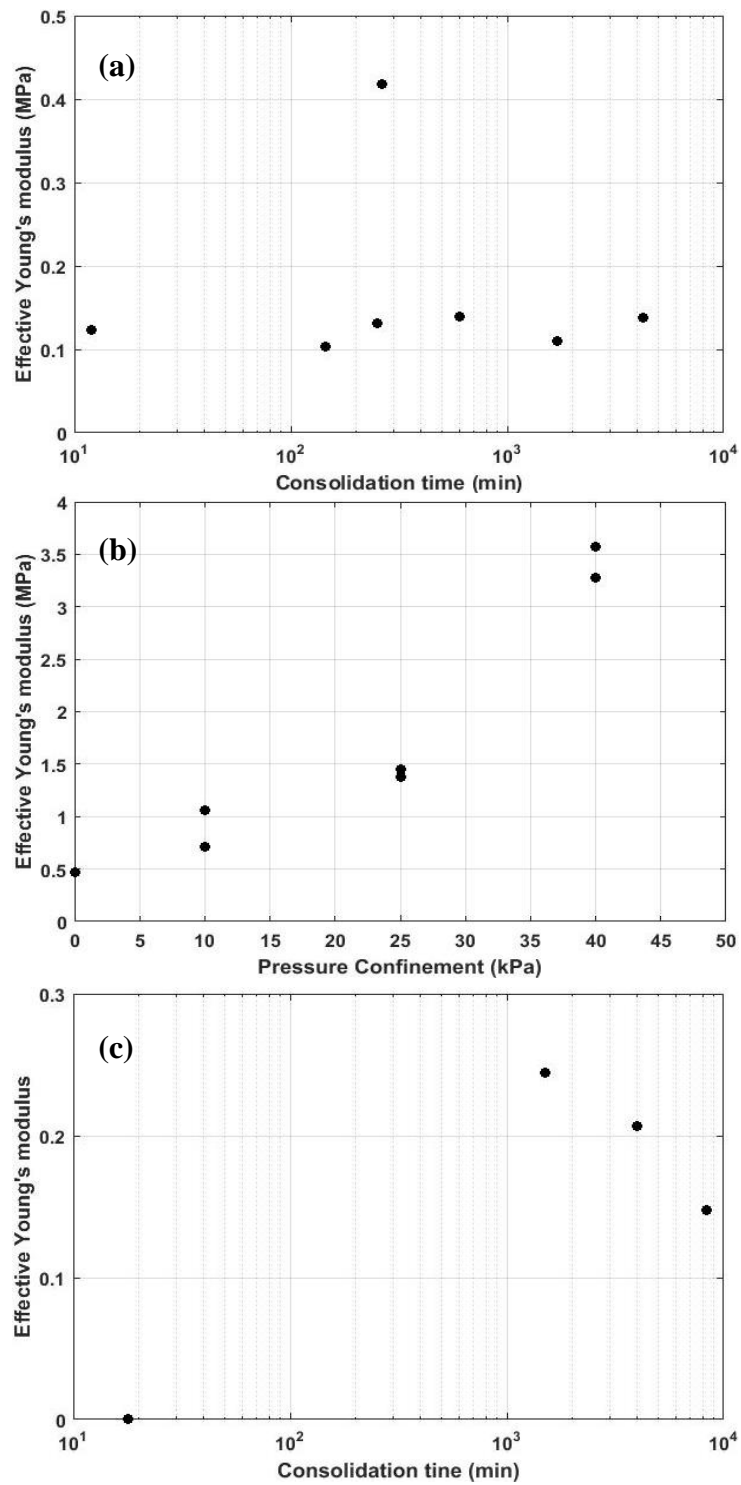 (a)
Effective Young's modulus (MPa)
0.5
0.4
0.3
0.2
0.1
0
10^1 10^2 10^3 10^4
Consolidation time (min)
(b)
Effective Young's modulus (MPa)
4
3.5
3
2.5
2
1.5
1
0.5
0
0 5 10 15 20 25 30 35 40 45 50
Pressure Confinement (kPa)
(c)
Effective Young's modulus
0.3
0.2
0.1
0
10^1 10^2 10^3 10^4
Consolidation tine (min)